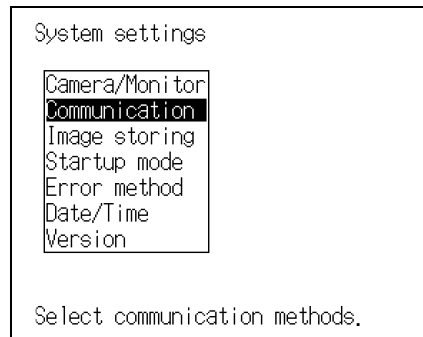 System settings
Camera/Monitor
Communication
Image storing
Startup mode
Error method
Date/Time
Version
Select communication methods.